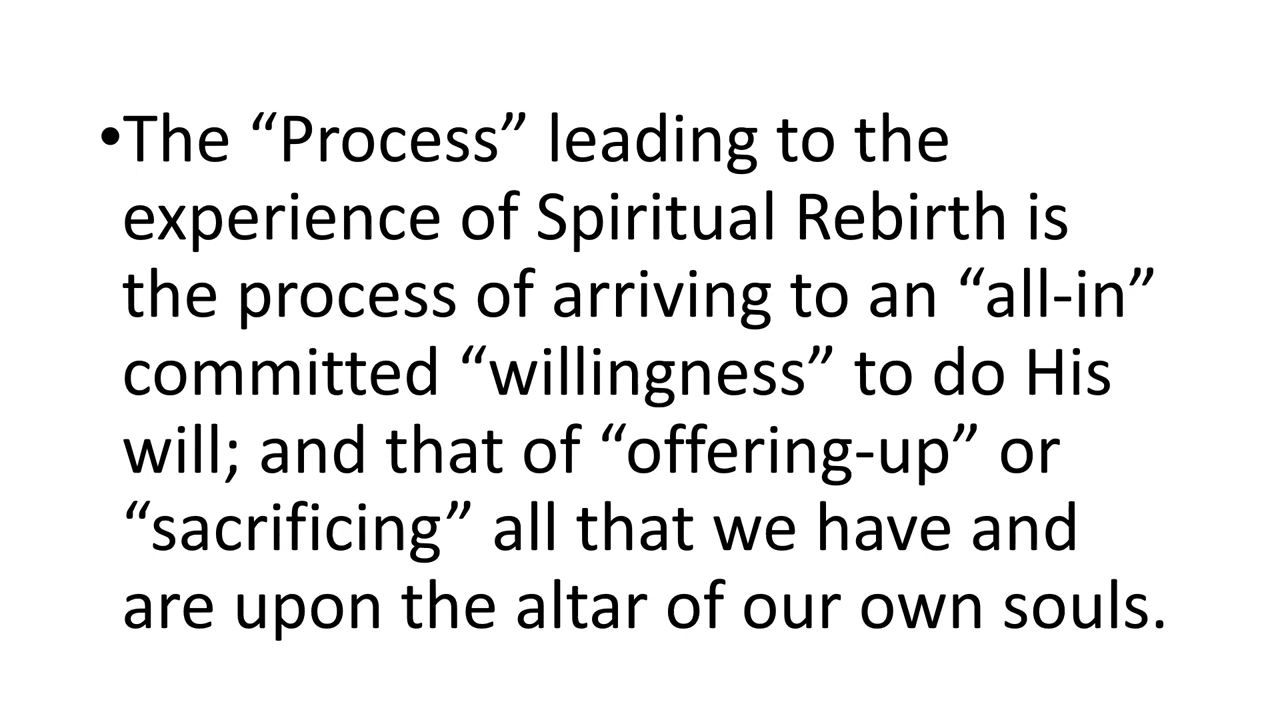 •The “Process” leading to the
experience of Spiritual Rebirth is
the process of arriving to an “all-in”
committed “willingness” to do His
will; and that of “offering-up” or
“sacrificing” all that we have and
are upon the altar of our own souls.